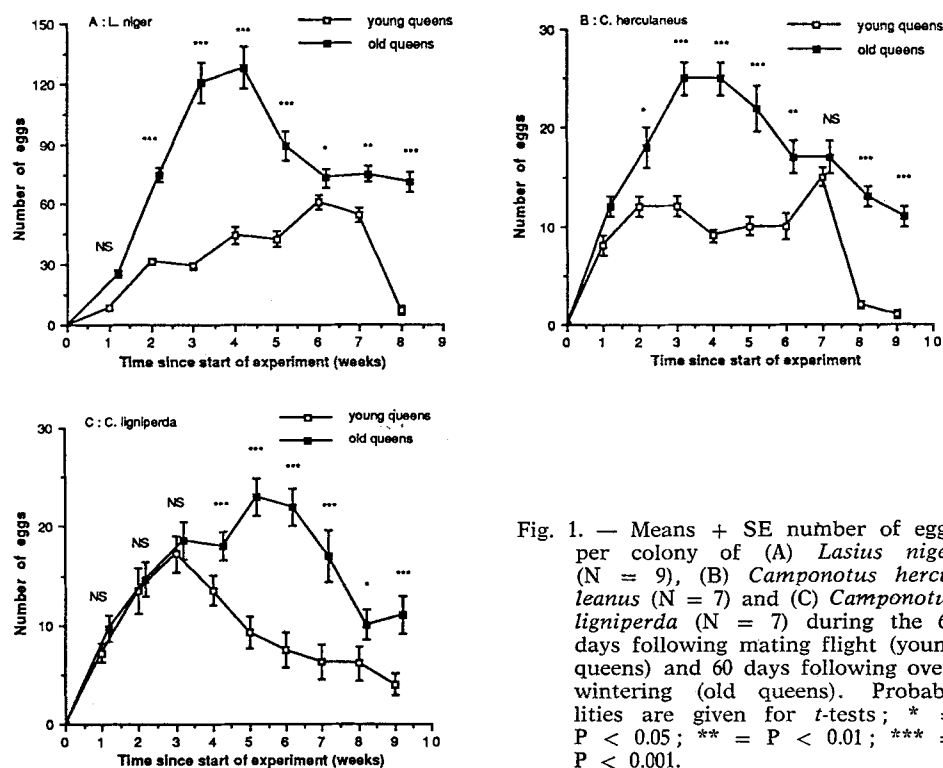 A : L. niger
young queens
old queens
Number of eggs
150
120
90
60
30
0
NS
***
***
***
***
*
**
***
0 1 2 3 4 5 6 7 8 9
Time since start of experiment (weeks)
B : C. herculaneus
young queens
old queens
Number of eggs
30
20
10
0
*
***
***
***
**
NS
***
***
0 1 2 3 4 5 6 7 8 9 10
Time since start of experiment
C : C. ligniperda
young queens
old queens
Number of eggs
30
20
10
0
NS
NS
NS
***
***
***
***
*
***
0 1 2 3 4 5 6 7 8 9 10
Time since start of experiment (weeks)
Fig. 1. — Means + SE number of egg
per colony of (A) Lasius nige
(N = 9), (B) Camponotus hercu
leanus (N = 7) and (C) Camponotu
ligniperda (N = 7) during the 6
days following mating flight (youn
queens) and 60 days following over
wintering (old queens). Probab
lities are given for t-tests ; * =
P < 0.05 ; ** = P < 0.01 ; *** =
P < 0.001.